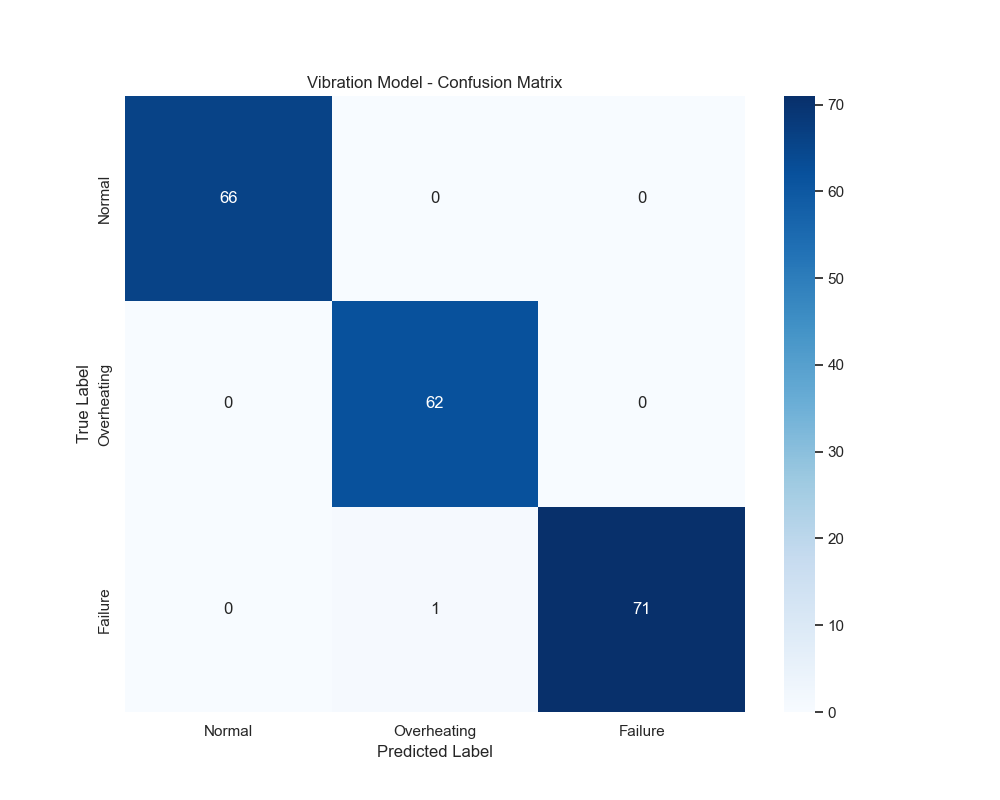 Vibration Model - Confusion Matrix
True Label
Normal
66 0 0
Overheating
0 62 0
Failure
0 1 71
Normal Overheating Failure
Predicted Label
70
60
50
40
30
20
10
0